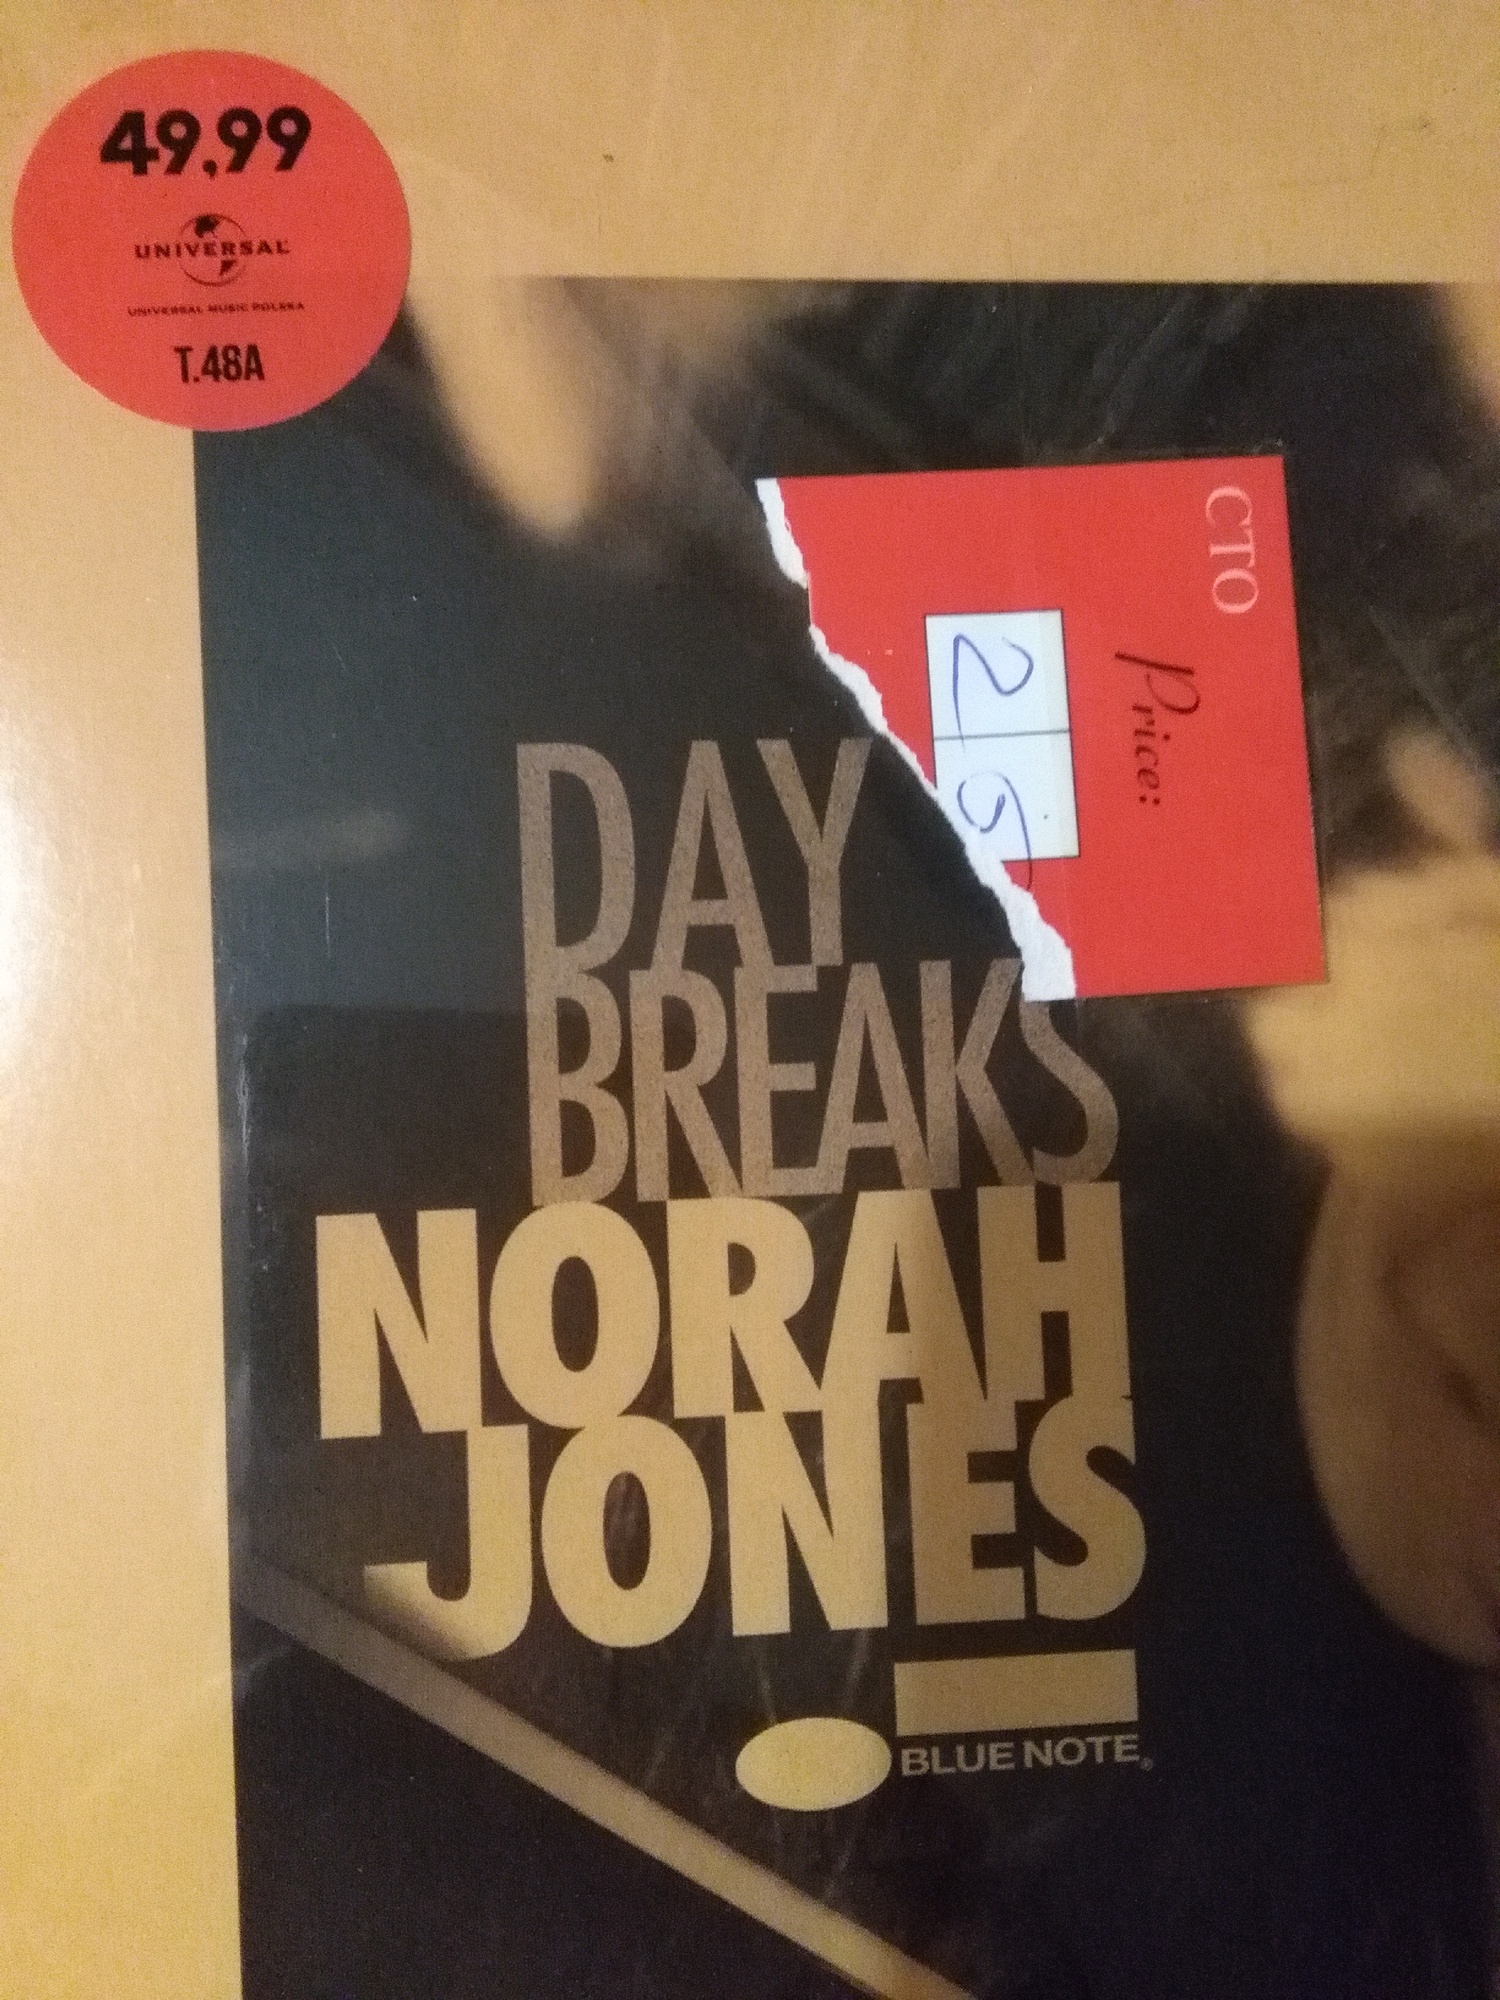 49,99
UNIVERSAL
UNIVERSAL MUSIC POLSKA
T.48A
CTO
Price:
25
DAY
BREAKS
NORAH
JONES
BLUE NOTE®